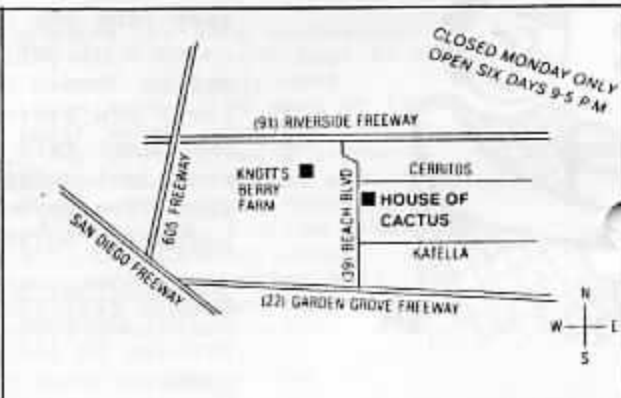 CLOSED MONDAY ONLY
OPEN SIX DAYS 9-5 P.M
(91) RIVERSIDE FREEWAY
605 FREEWAY
KNOTT'S
BERRY
FARM
(39) BEACH BLVD
CERRITOS
HOUSE OF
CACTUS
KATELLA
SAN DIEGO FREEWAY
(22) GARDEN GROVE FREEWAY
N
W
E
S